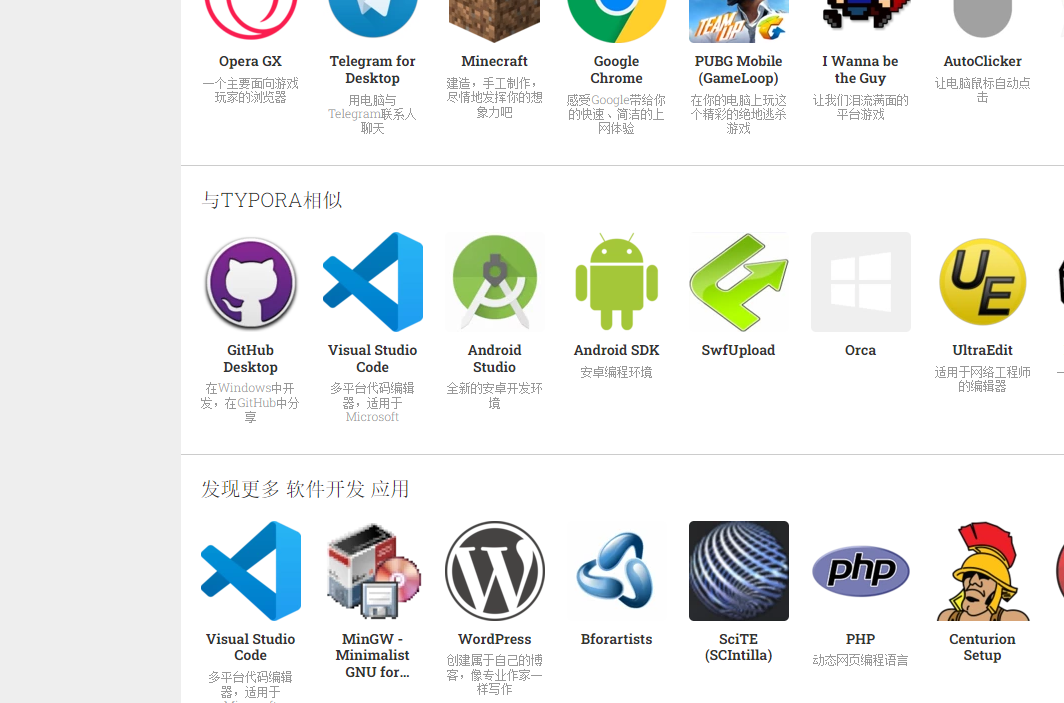 TEAM UP
Opera GX
一个主要面向游戏
玩家的浏览器
Telegram for
Desktop
用电脑与
Telegram联系人
聊天
Minecraft
建造，手工制作，
尽情地发挥你的想
象力吧
Google
Chrome
感受Google带给你
的快速、简洁的上
网体验
PUBG Mobile
(GameLoop)
在你的电脑上玩这
个精彩的绝地逃杀
游戏
I Wanna be
the Guy
让我们泪流满面的
平台游戏
AutoClicker
让电脑鼠标自动点
击
与TYPORA相似
GitHub
Desktop
在Windows中开
发，在GitHub中分
享
Visual Studio
Code
多平台代码编辑
器，适用于
Microsoft
Android
Studio
全新的安卓开发环
境
Android SDK
安卓编程环境
SwfUpload
Orca
UE
UltraEdit
适用于网络工程师
的编辑器
发现更多 软件开发 应用
Visual Studio
Code
多平台代码编辑
器，适用于
MinGW -
Minimalist
GNU for...
WordPress
创建属于自己的博
客，像专业作家一
样写作
Bforartists
SciTE
(SCIntilla)
php
PHP
动态网页编程语言
Centurion
Setup